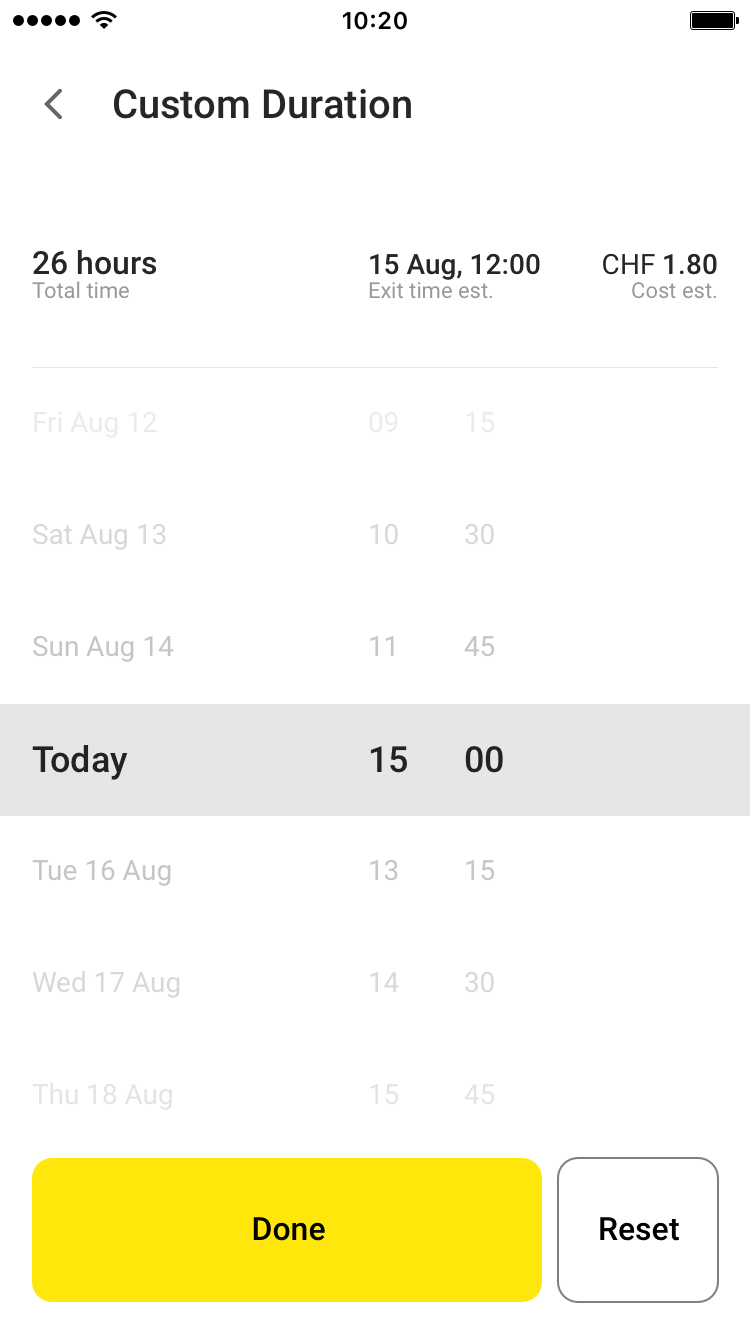 10:20
Custom Duration
26 hours 15 Aug, 12:00 CHF 1.80
Total time Exit time est. Cost est.
Fri Aug 12 09 15
Sat Aug 13 10 30
Sun Aug 14 11 45
Today 15 00
Tue 16 Aug 13 15
Wed 17 Aug 14 30
Thu 18 Aug 15 45
Done Reset